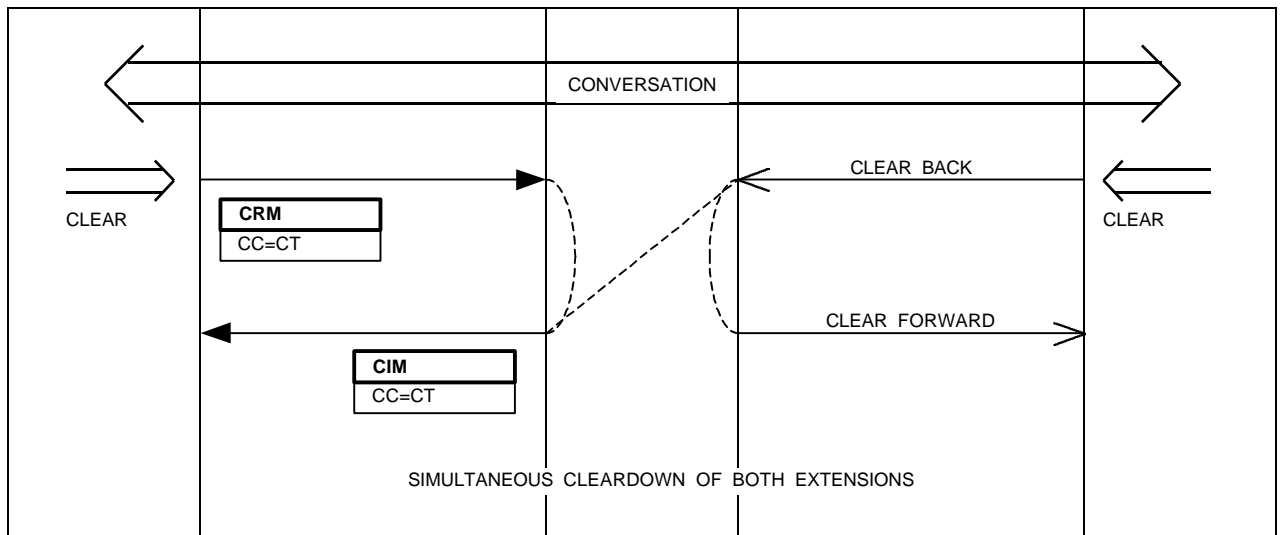 CONVERSATION
CLEAR BACK
CLEAR
CRM
CC=CT
CLEAR
CLEAR FORWARD
CIM
CC=CT
SIMULTANEOUS CLEARDOWN OF BOTH EXTENSIONS